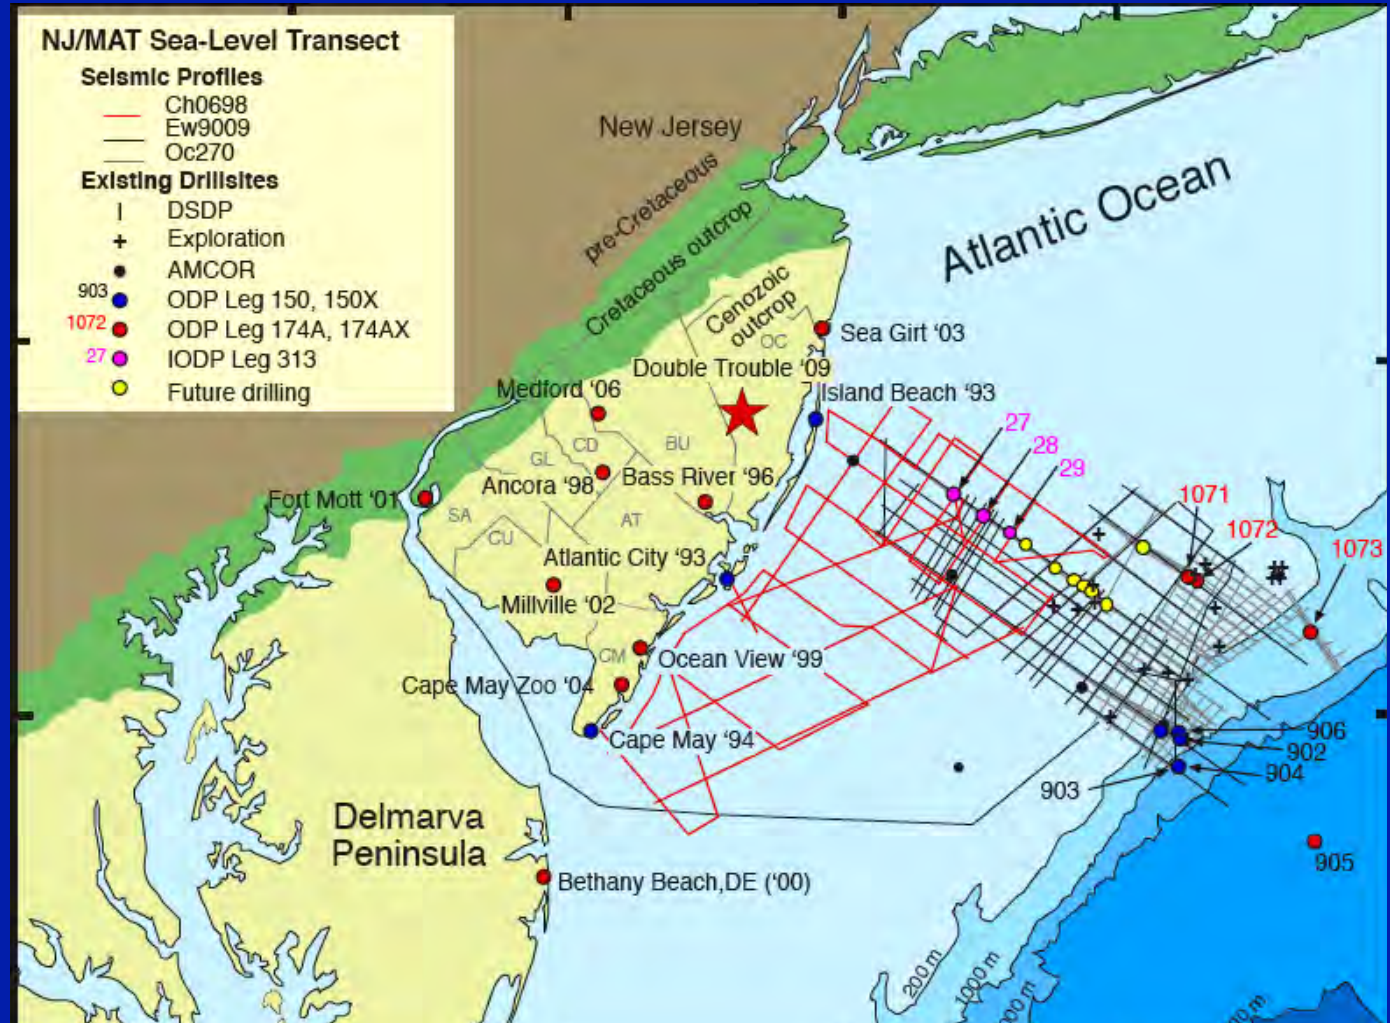 NJ/MAT Sea-Level Transect
Seismic Profiles
Ch0698
Ew9009
Oc270
Existing Drillsites
DSDP
Exploration
AMCOR
903
ODP Leg 150, 150X
1072
ODP Leg 174A, 174AX
27
IODP Leg 313
Future drilling
New Jersey
pre-Cretaceous
Cretaceous outcrop
Cenozoic
outcrop
Atlantic Ocean
OC
Sea Girt ‘03
Double Trouble ‘09
Medford ‘06
Island Beach ‘93
27
28
29
CD
BU
GL
Ancora ‘98
Bass River ‘96
Fort Mott ‘01
SA
AT
CU
1071
1072
1073
Atlantic City ‘93
Millville ‘02
CM
Ocean View ‘99
Cape May Zoo ‘04
Cape May ‘94
906
902
904
903
905
Delmarva
Peninsula
Bethany Beach,DE (‘00)
200 m
1000 m